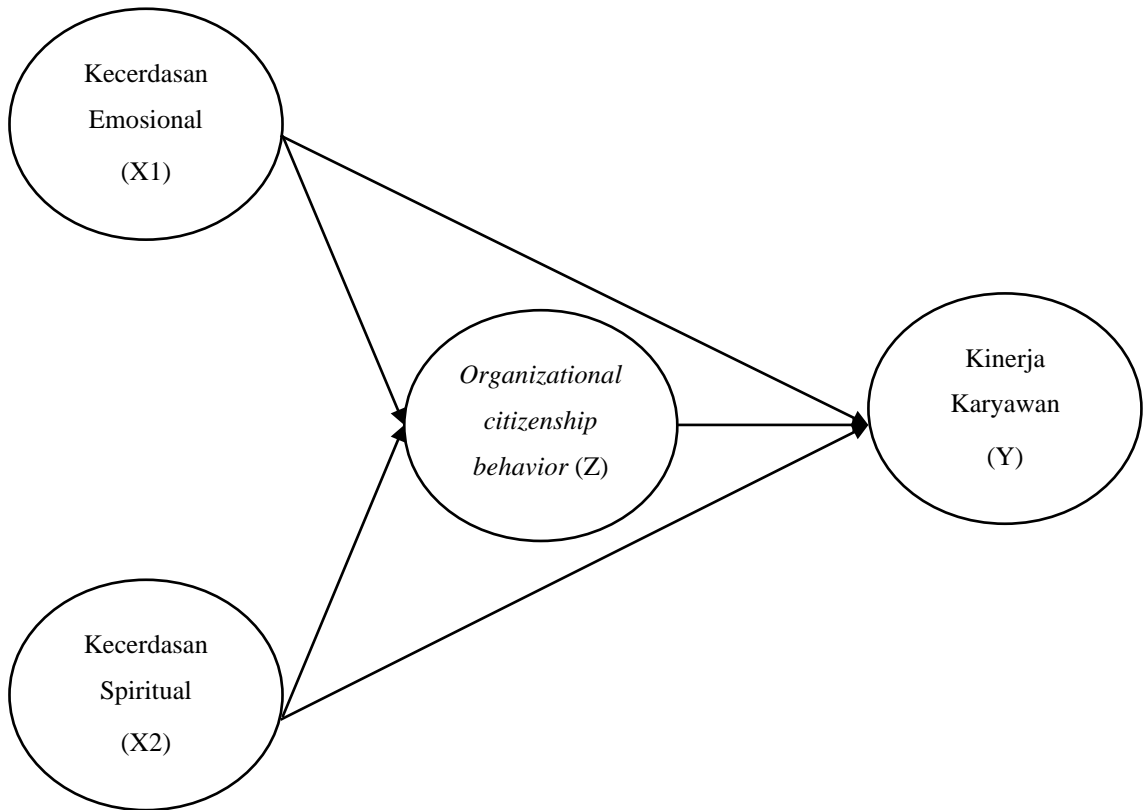 Kecerdasan
Emosional
(X1)
Organizational
citizenship
behavior (Z)
Kinerja
Karyawan
(Y)
Kecerdasan
Spiritual
(X2)